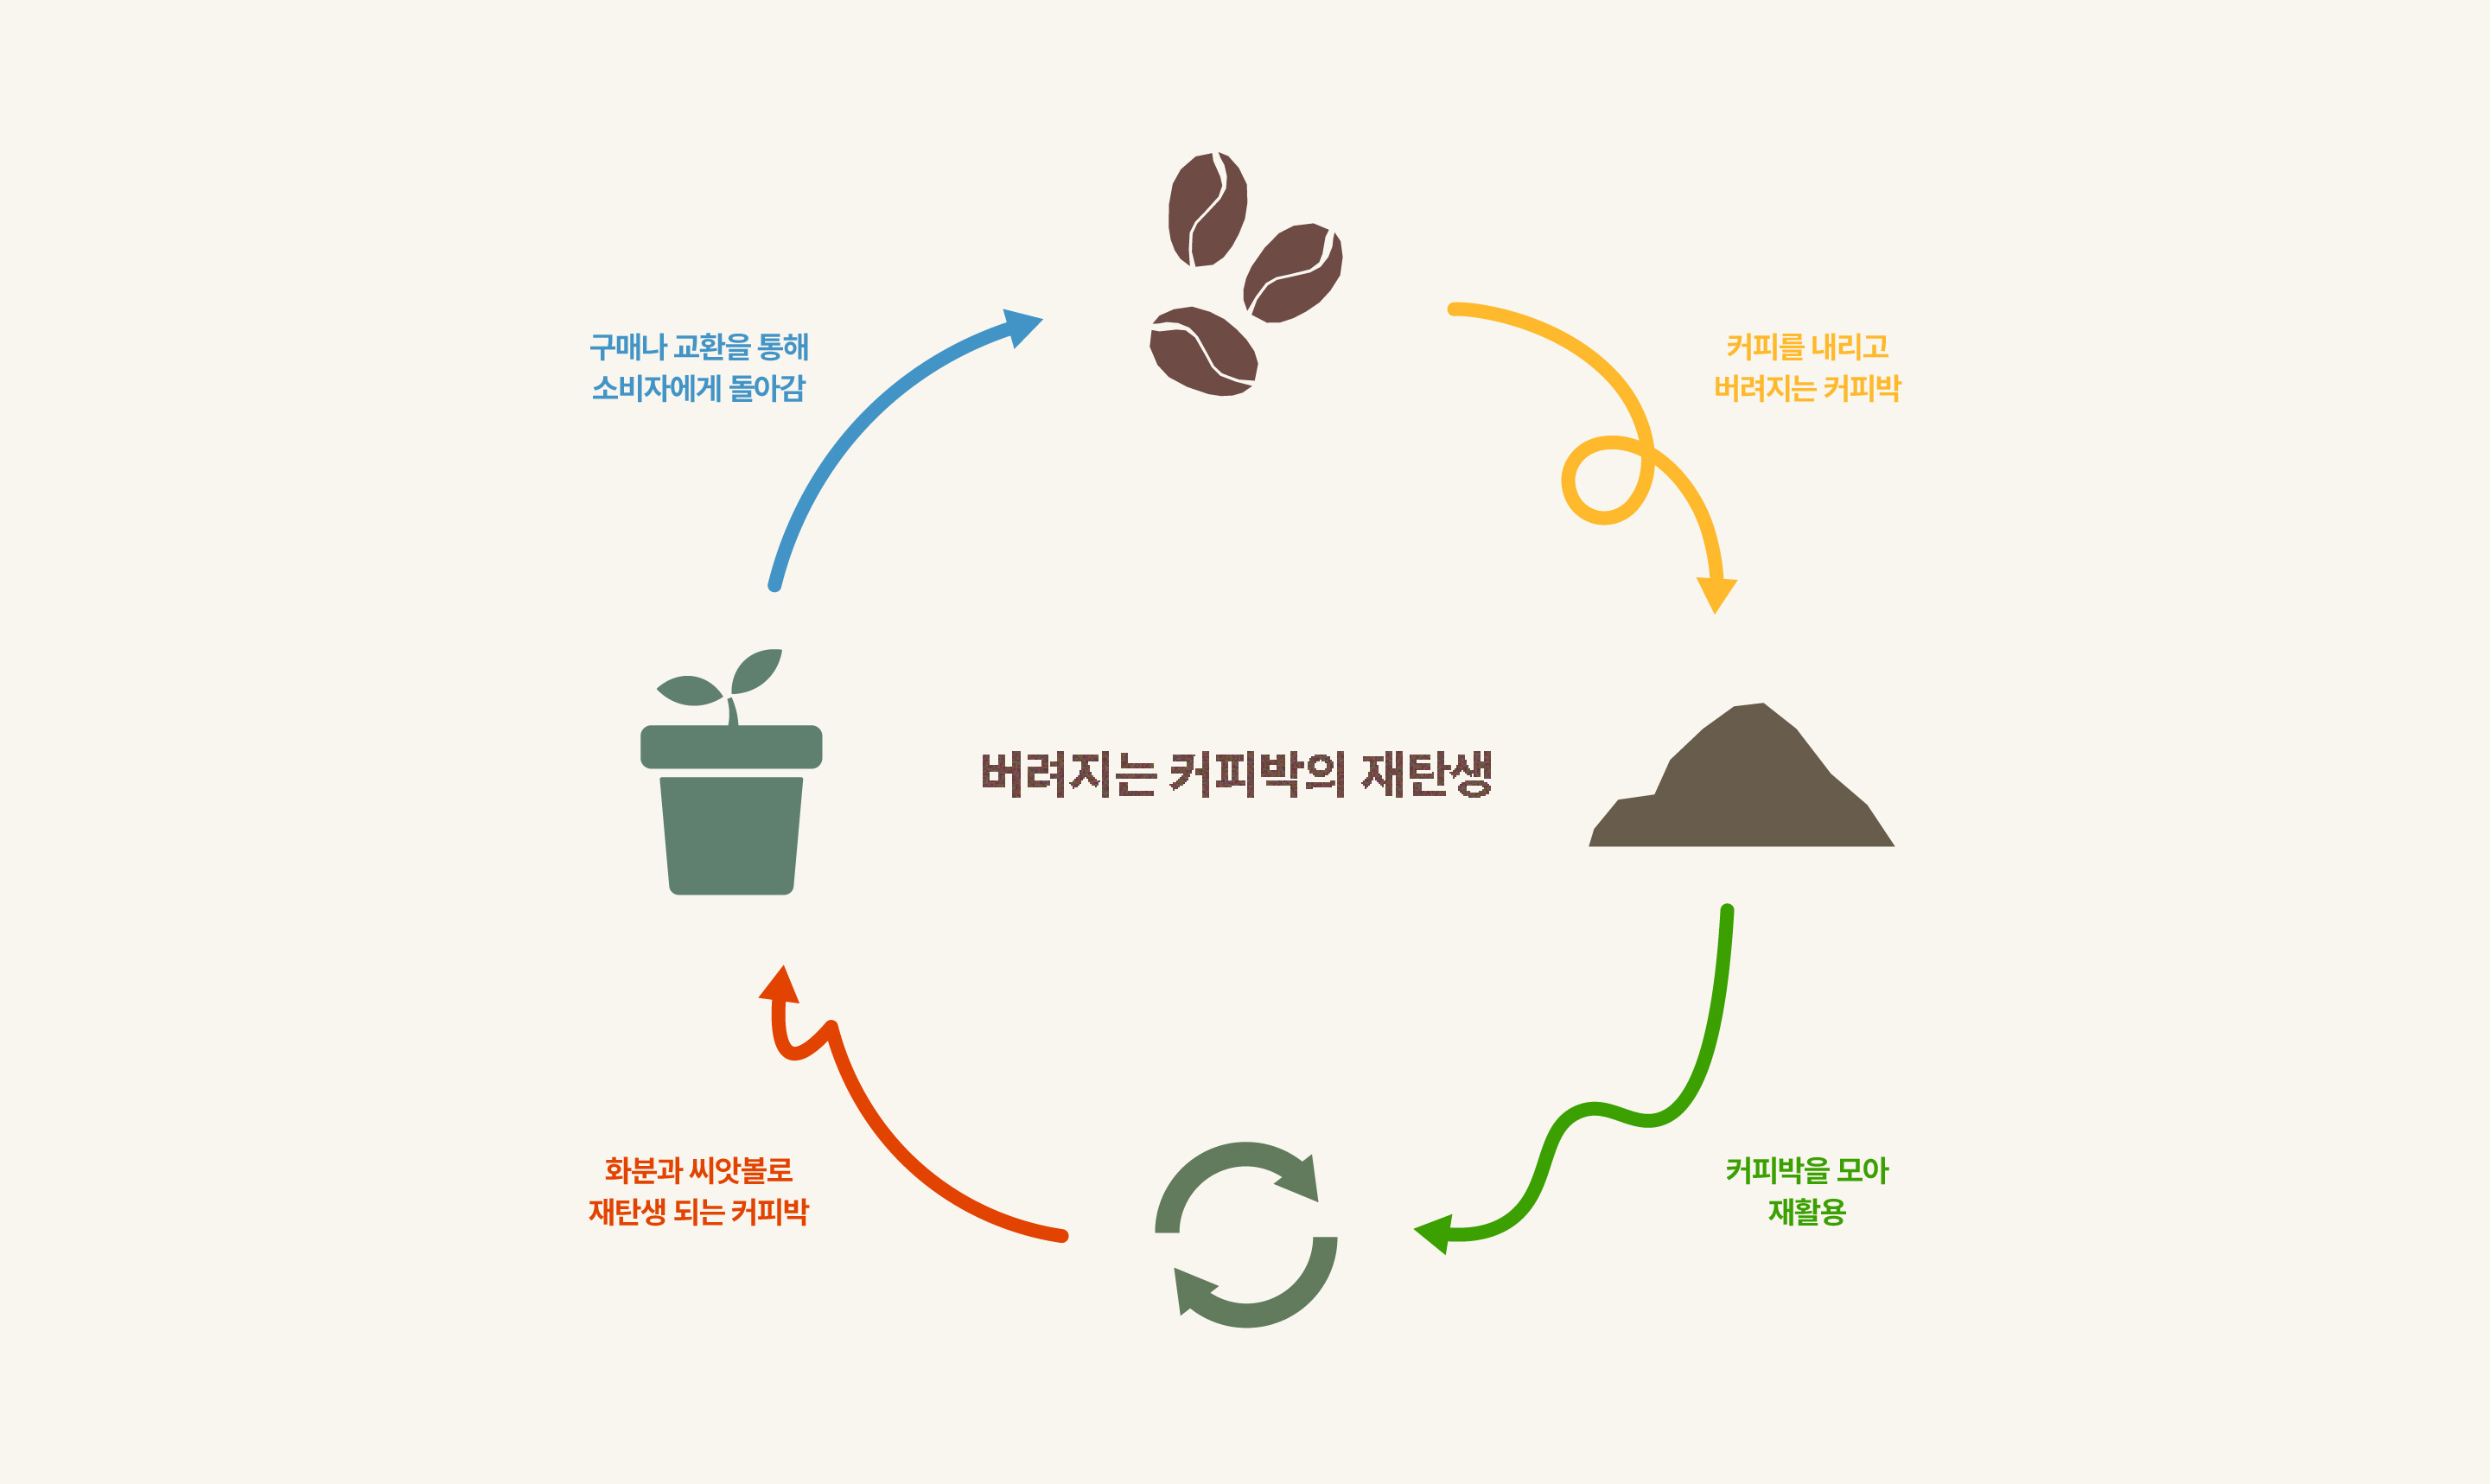 구매나 교환을 통해
소비자에게 돌아감
커피를 내리고
버려지는 커피박
버려지는 커피박의 재탄생
화분과 씨앗볼로
재탄생 되는 커피박
커피박을 모아
재활용